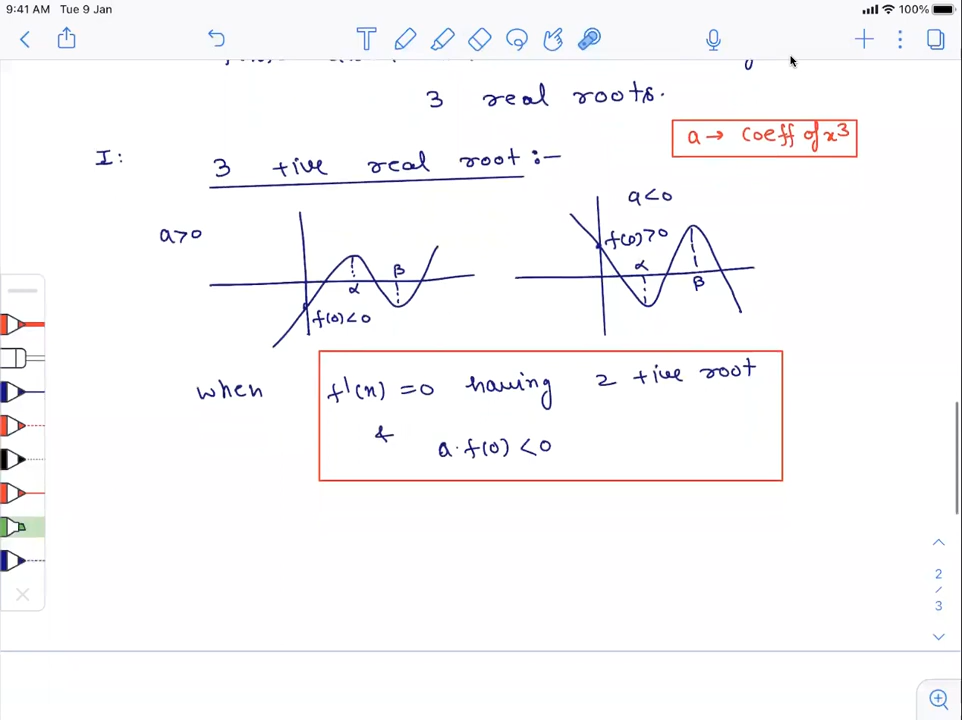 9:41 AM Tue 9 Jan
100%
3 real roots.
a → coeff of x³
I:
3 +ive real root :-
a>0
a<0
f(0)>0
α
β
α
β
f(0)<0
when f'(x) =0 having 2 +ive root
& a·f(0) <0
2
/
3